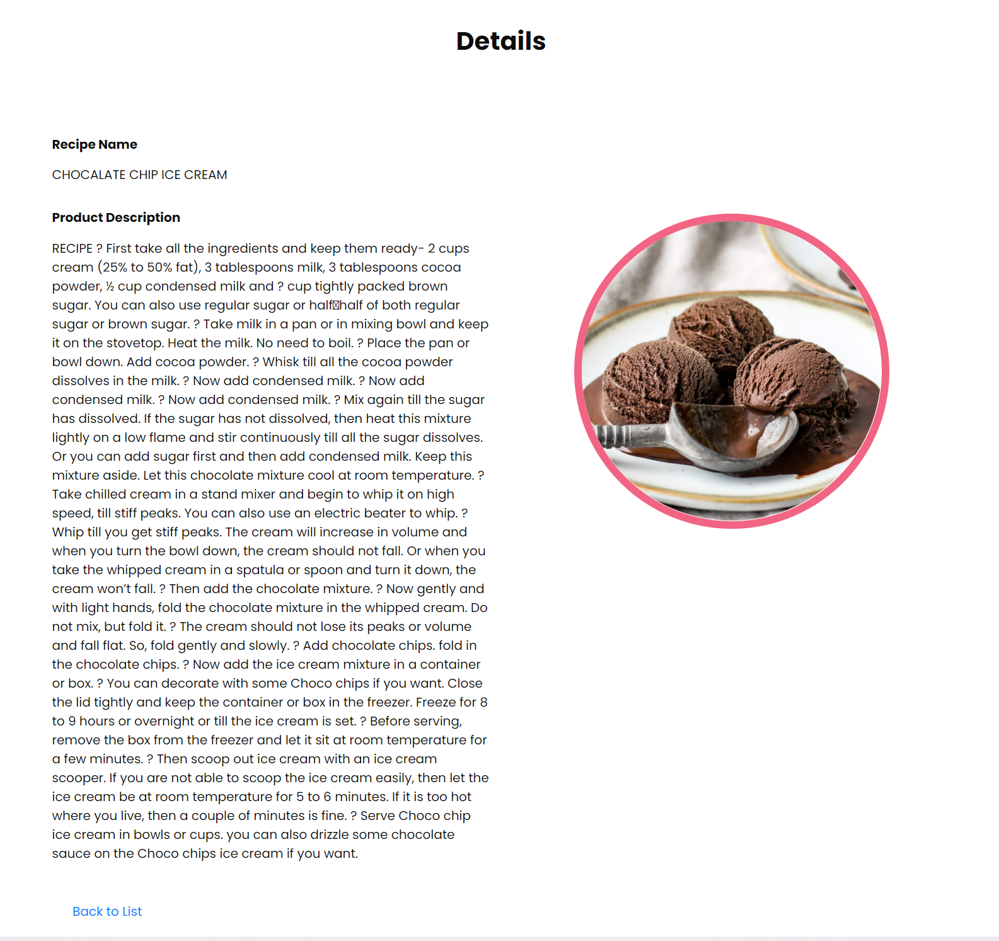 Details
Recipe Name
CHOCALATE CHIP ICE CREAM
Product Description
RECIPE ? First take all the ingredients and keep them ready- 2 cups
cream (25% to 50% fat), 3 tablespoons milk, 3 tablespoons cocoa
powder, ½ cup condensed milk and ? cup tightly packed brown
sugar. You can also use regular sugar or half￾half of both regular
sugar or brown sugar. ? Take milk in a pan or in mixing bowl and keep
it on the stovetop. Heat the milk. No need to boil. ? Place the pan or
bowl down. Add cocoa powder. ? Whisk till all the cocoa powder
dissolves in the milk. ? Now add condensed milk. ? Now add
condensed milk. ? Now add condensed milk. ? Mix again till the sugar
has dissolved. If the sugar has not dissolved, then heat this mixture
lightly on a low flame and stir continuously till all the sugar dissolves.
Or you can add sugar first and then add condensed milk. Keep this
mixture aside. Let this chocolate mixture cool at room temperature. ?
Take chilled cream in a stand mixer and begin to whip it on high
speed, till stiff peaks. You can also use an electric beater to whip. ?
Whip till you get stiff peaks. The cream will increase in volume and
when you turn the bowl down, the cream should not fall. Or when you
take the whipped cream in a spatula or spoon and turn it down, the
cream won’t fall. ? Then add the chocolate mixture. ? Now gently and
with light hands, fold the chocolate mixture in the whipped cream. Do
not mix, but fold it. ? The cream should not lose its peaks or volume
and fall flat. So, fold gently and slowly. ? Add chocolate chips. fold in
the chocolate chips. ? Now add the ice cream mixture in a container
or box. ? You can decorate with some Choco chips if you want. Close
the lid tightly and keep the container or box in the freezer. Freeze for 8
to 9 hours or overnight or till the ice cream is set. ? Before serving,
remove the box from the freezer and let it sit at room temperature for
a few minutes. ? Then scoop out ice cream with an ice cream
scooper. If you are not able to scoop the ice cream easily, then let the
ice cream be at room temperature for 5 to 6 minutes. If it is too hot
where you live, then a couple of minutes is fine. ? Serve Choco chip
ice cream in bowls or cups. you can also drizzle some chocolate
sauce on the Choco chips ice cream if you want.
Back to List